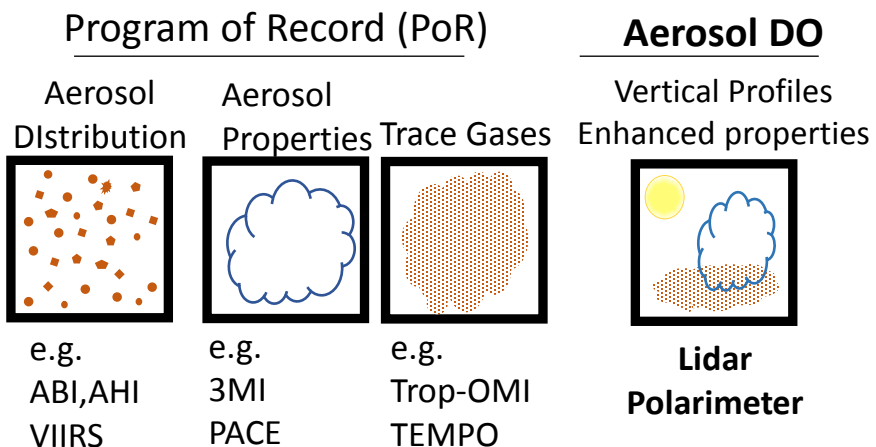 Program of Record (PoR)
Aerosol DO
Aerosol
DIstribution
Aerosol
Properties
Trace Gases
Vertical Profiles
Enhanced properties
e.g.
ABI,AHI
VIIRS
e.g.
3MI
PACE
e.g.
Trop-OMI
TEMPO
Lidar
Polarimeter